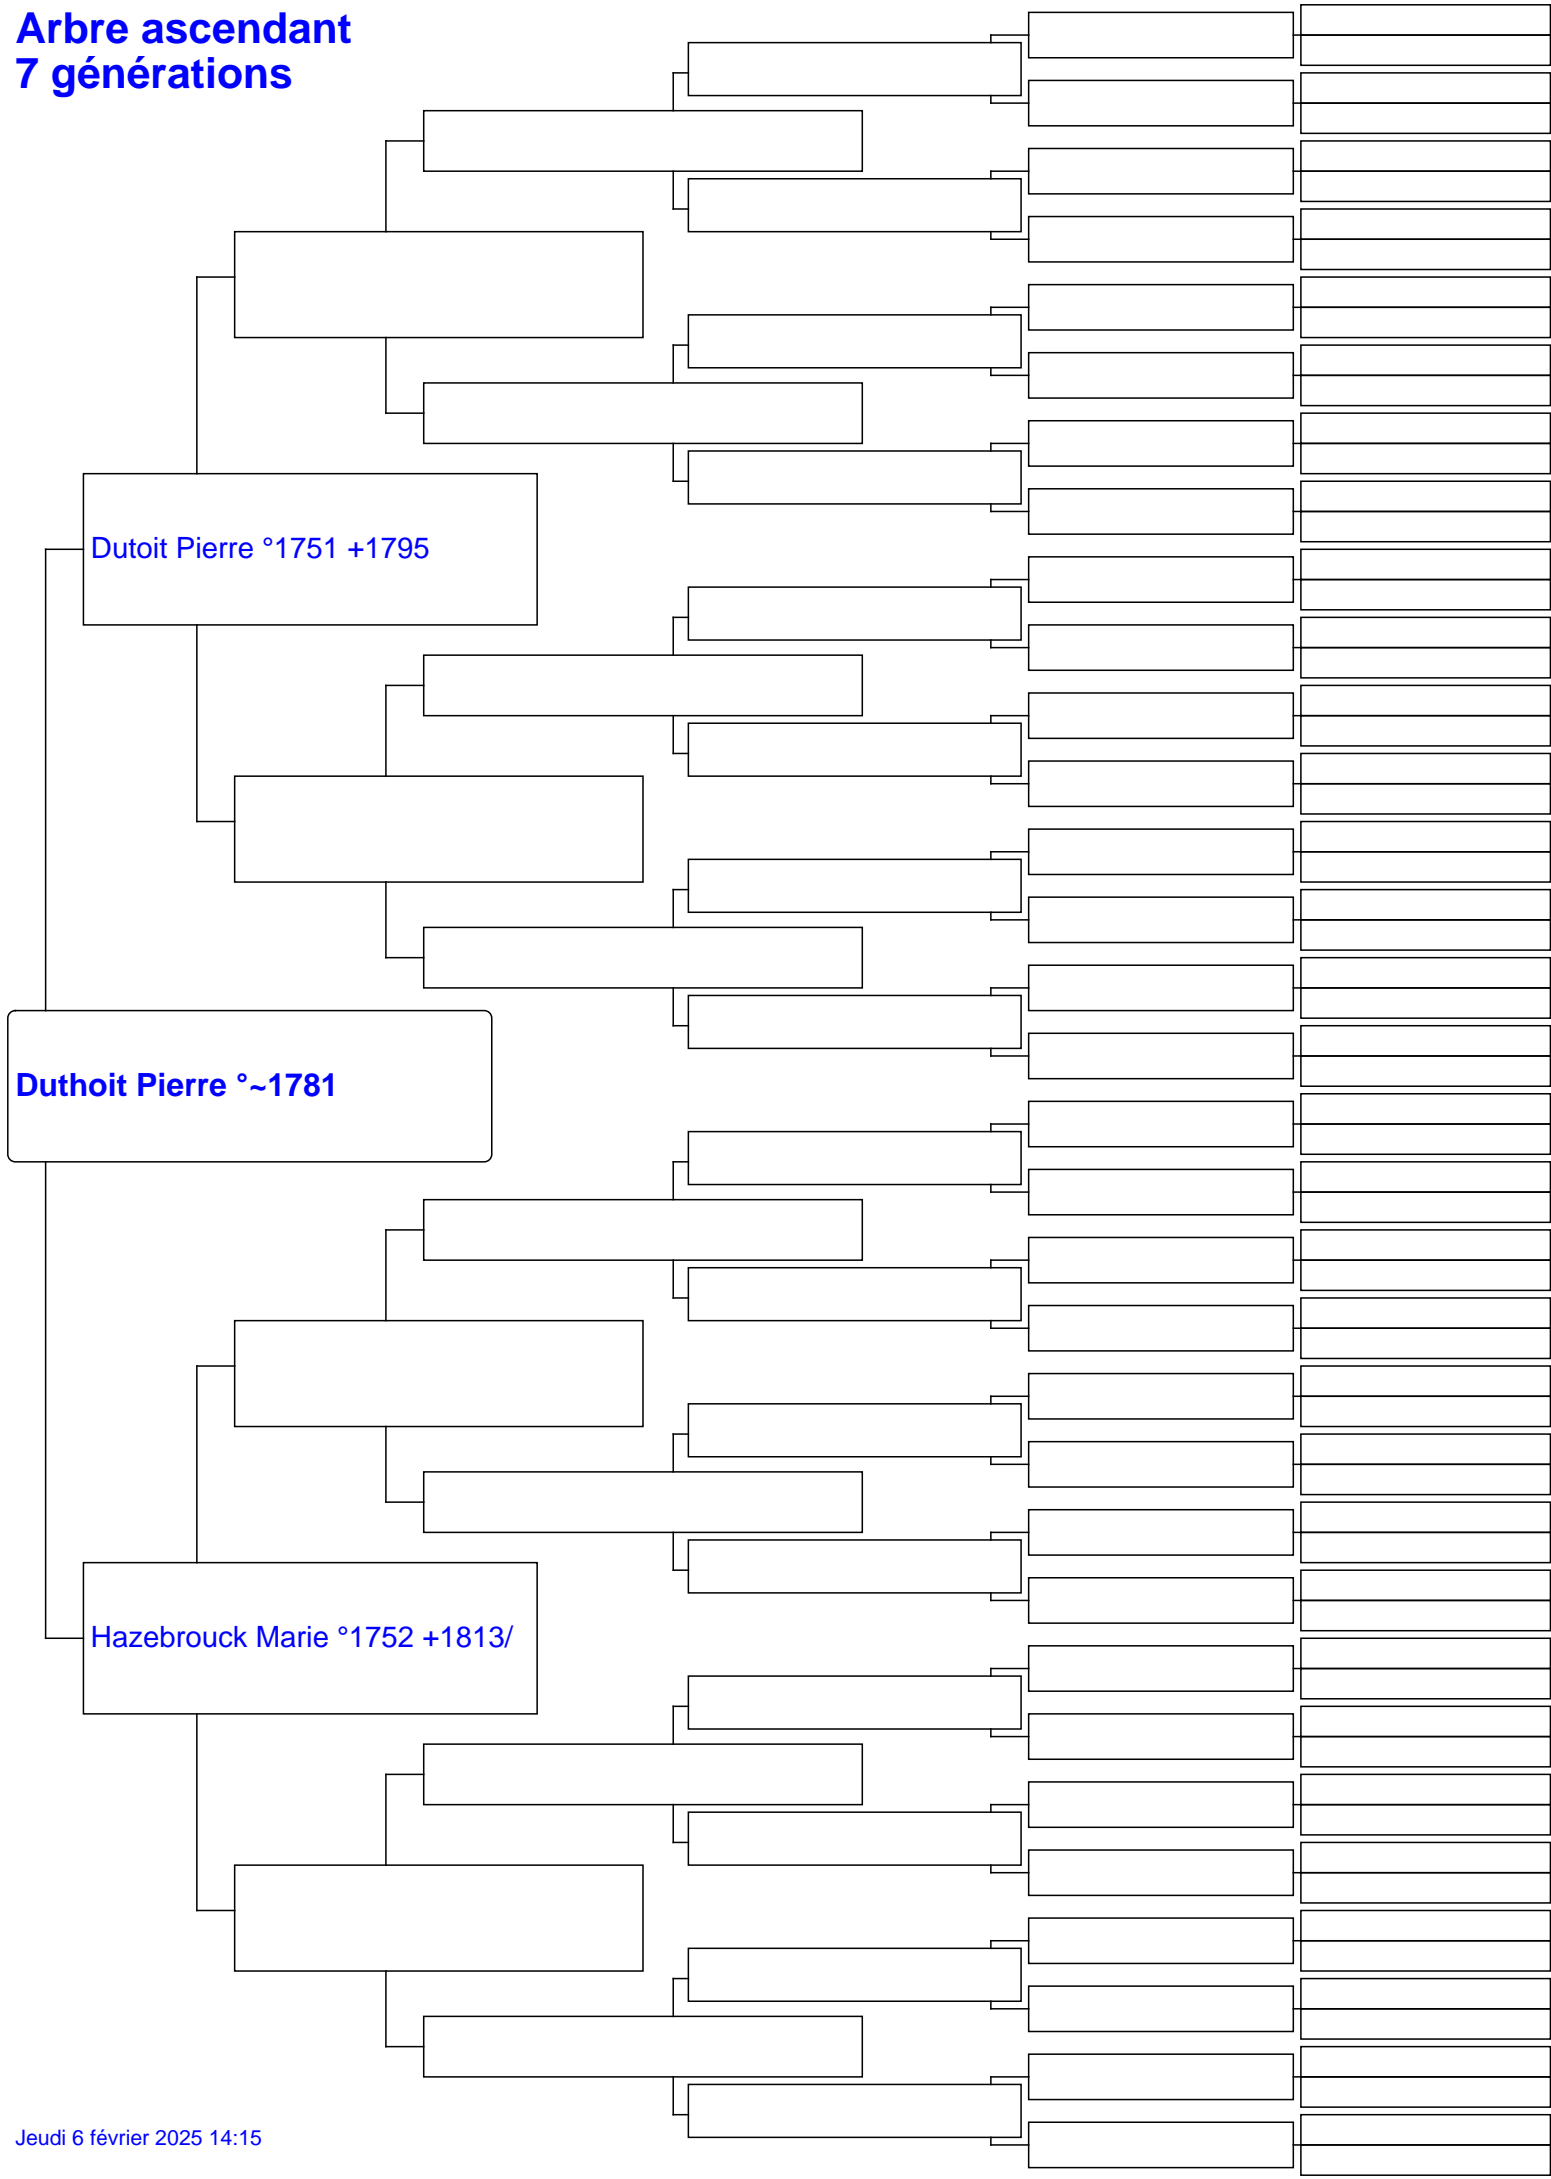 Arbre ascendant
7 générations
Dutoit Pierre °1751 +1795
Duthoit Pierre °~1781
Hazebrouck Marie °1752 +1813/
Jeudi 6 février 2025 14:15